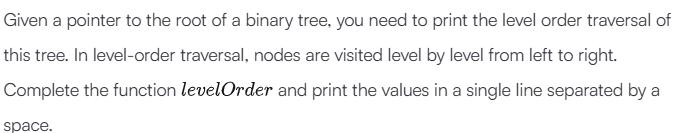 Given a pointer to the root of a binary tree, you need to print the level order traversal of
this tree. In level-order traversal, nodes are visited level by level from left to right.
Complete the function levelOrder and print the values in a single line separated by a
space.